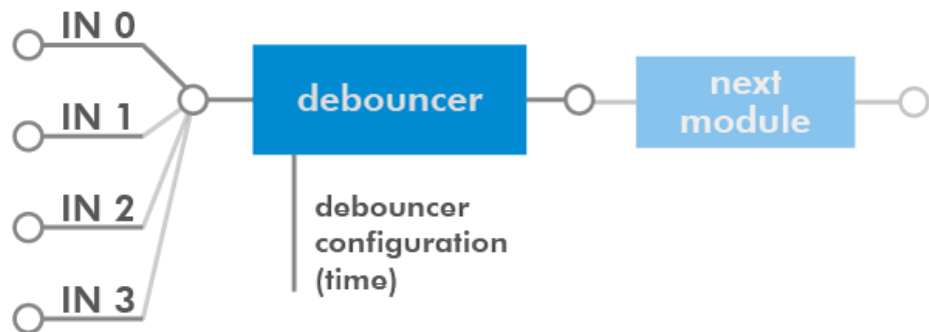 IN 0
IN 1
IN 2
IN 3
debouncer
debouncer
configuration
(time)
next
module